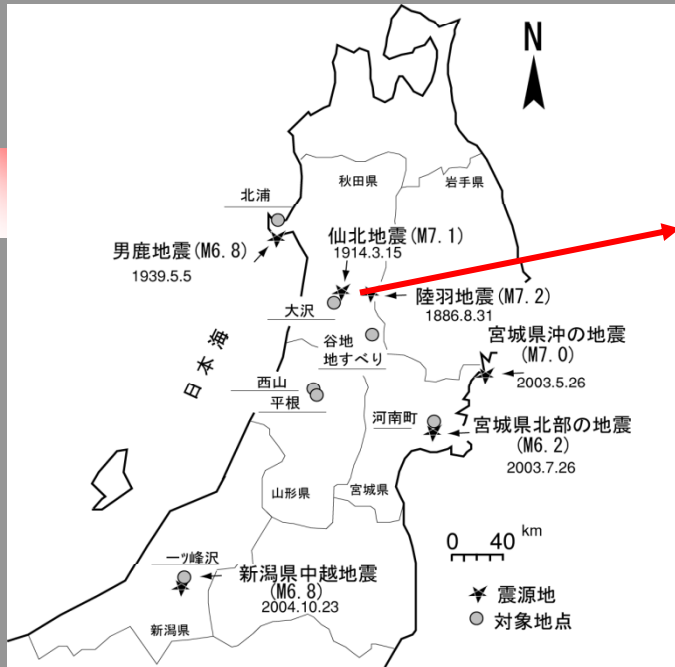 N
秋田県
岩手県
北浦
仙北地震(M7.1)
1914.3.15
男鹿地震(M6.8)
1939.5.5
陸羽地震(M7.2)
1886.8.31
大沢
谷地
地すべり
宮城県沖の地震
(M7.0)
2003.5.26
日本海
西山
平根
河南町
宮城県北部の地震
(M6.2)
2003.7.26
山形県
宮城県
km
0 40
一ツ峰沢
新潟県中越地震
(M6.8)
2004.10.23
新潟県
震源地
対象地点